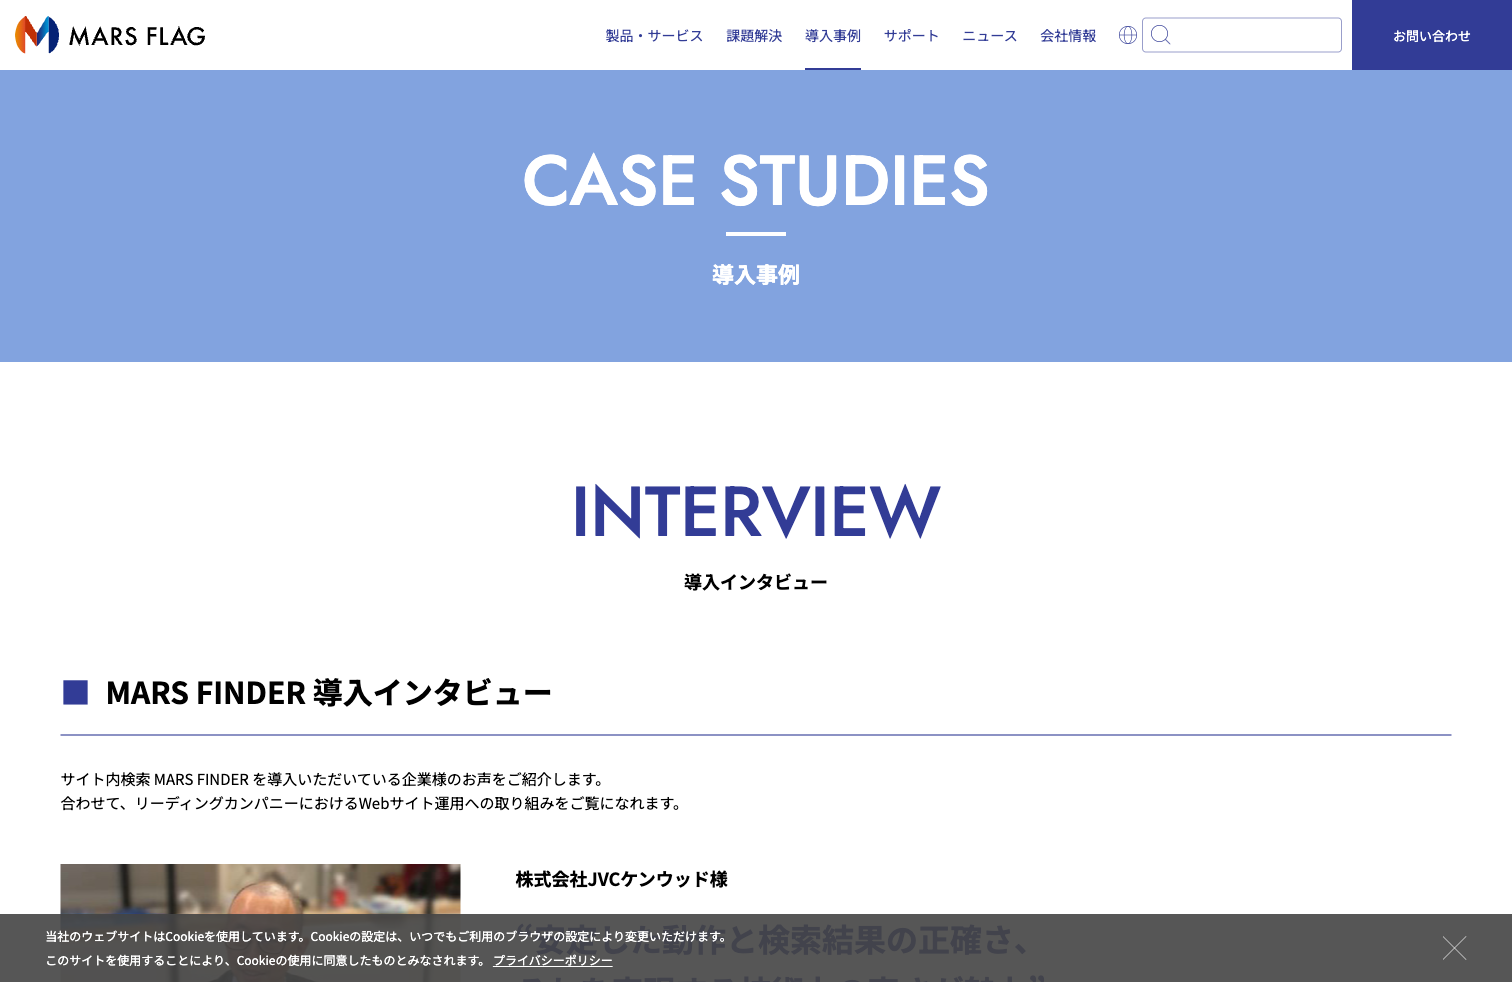 MARS FLAG
製品・サービス
課題解決
導入事例
サポート
ニュース
会社情報
お問い合わせ
CASE STUDIES
導入事例
INTERVIEW
導入インタビュー
MARS FINDER 導入インタビュー
サイト内検索 MARS FINDER を導入いただいている企業様のお声をご紹介します。
合わせて、リーディングカンパニーにおけるWebサイト運用への取り組みをご覧になれます。
株式会社JVCケンウッド様
“安定した動作と検索結果の正確さ、
当社のウェブサイトはCookieを使用しています。Cookieの設定は、いつでもご利用のブラウザの設定により変更いただけます。
このサイトを使用することにより、Cookieの使用に同意したものとみなされます。 プライバシーポリシー